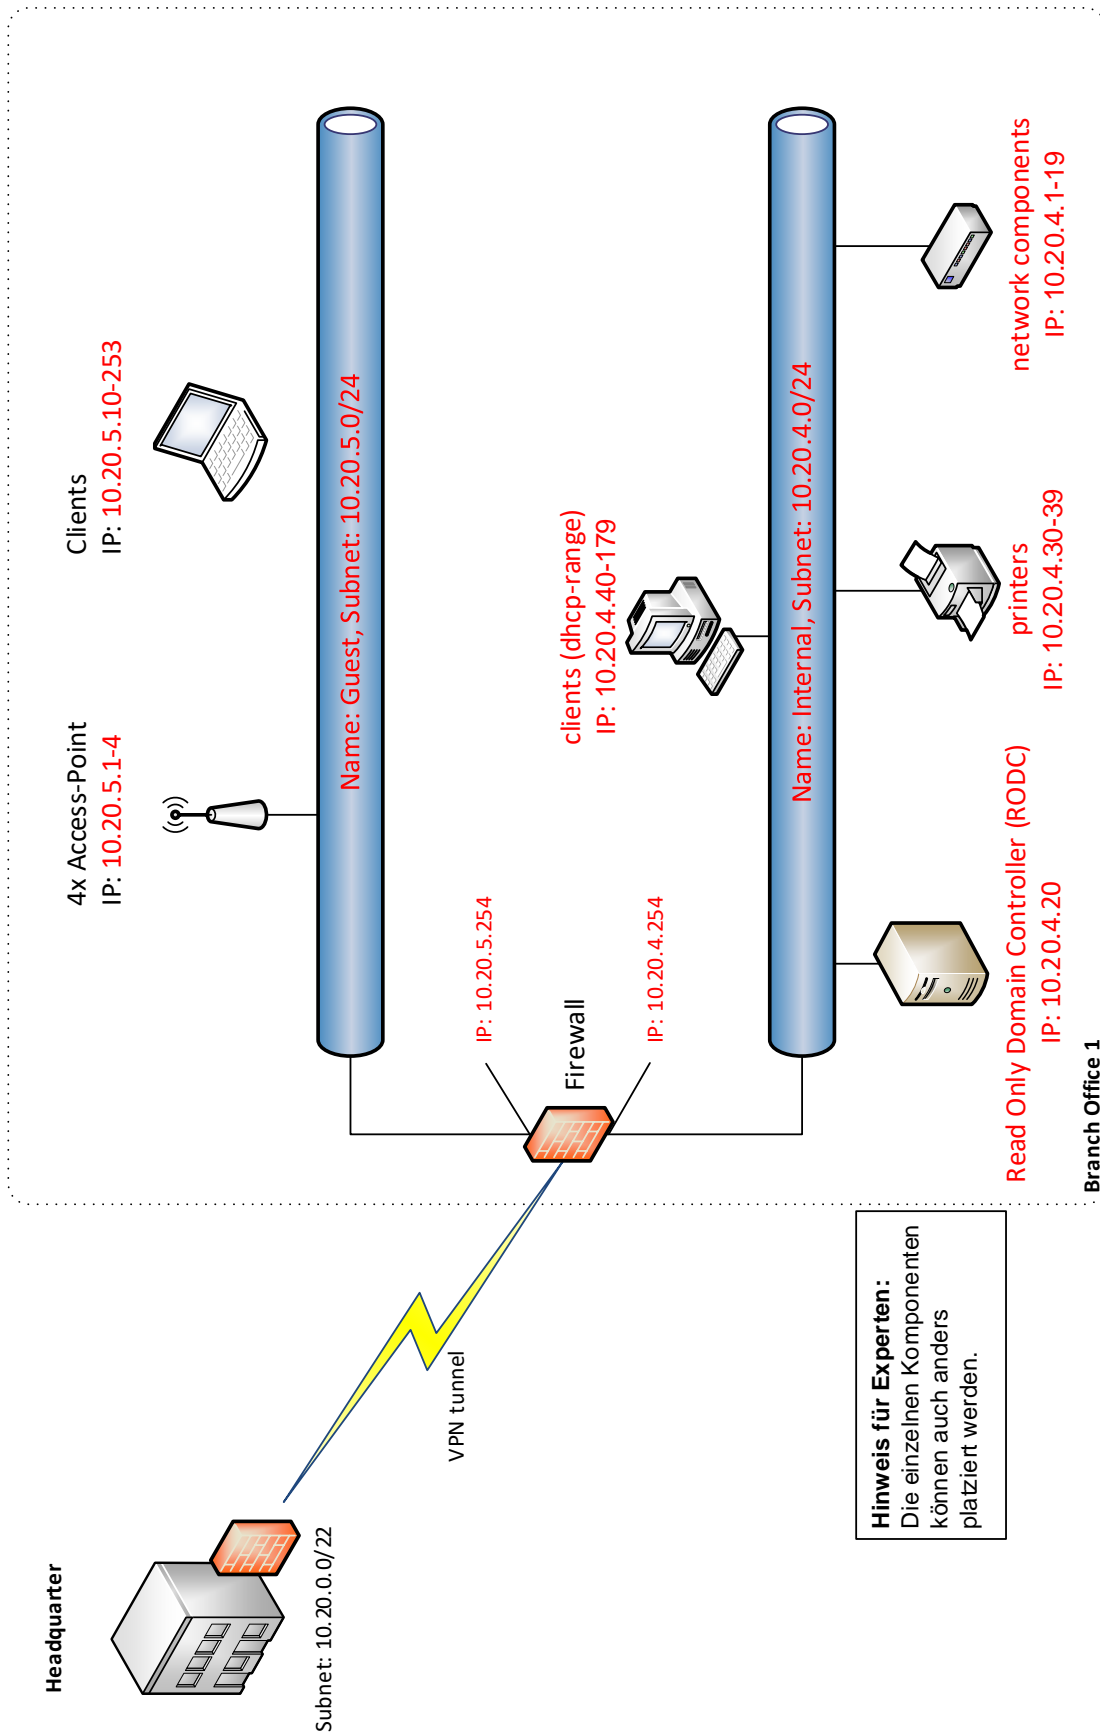 Headquarter
Subnet: 10.20.0.0/22
VPN tunnel
Hinweis für Experten:
Die einzelnen Komponenten
können auch anders
platziert werden.
4x Access-Point
IP: 10.20.5.1-4
Clients
IP: 10.20.5.10-253
Name: Guest, Subnet: 10.20.5.0/24
IP: 10.20.5.254
Firewall
IP: 10.20.4.254
clients (dhcp-range)
IP: 10.20.4.40-179
Name: Internal, Subnet: 10.20.4.0/24
Read Only Domain Controller (RODC)
IP: 10.20.4.20
printers
IP: 10.20.4.30-39
network components
IP: 10.20.4.1-19
Branch Office 1